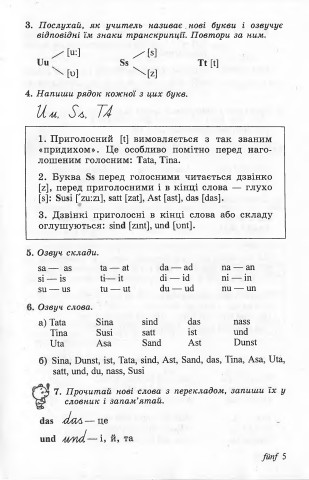 3. Послухай, як учитель називає нові букви і озвучує
відповідні їм знаки транскрипції. Повтори за ним.
[u:] [s]
Uu Ss Tt [t]
[ʊ] [z]
4. Напиши рядок кожної з цих букв.
Uu Ss TA
1. Приголосний [t] вимовляється з так званим
«придихом». Це особливо помітно перед наго-
лошеним голосним: Tata, Tina.
2. Буква Ss перед голосними читається дзвінко
[z], перед приголосними і в кінці слова — глухо
[s]: Susi ['zu:zɪ], satt [zat], Ast [ast], das [das].
3. Дзвінкі приголосні в кінці слова або складу
оглушуються: sind [zɪnt], und [ʊnt].
5. Озвуч склади.
sa — as ta — at da — ad na — an
si — is ti — it di — id ni — in
su — us tu — ut du — ud nu — un
6. Озвуч слова.
а) Tata Sina sind das nass
Tina Susi satt ist und
Uta Asa Sand Ast Dunst
б) Sina, Dunst, ist, Tata, sind, Ast, Sand, das, Tina, Asa, Uta,
satt, und, du, nass, Susi
7. Прочитай нові слова з перекладом, запиши їх у
словник і запам'ятай.
das das — це
und und — і, й, та
fünf 5